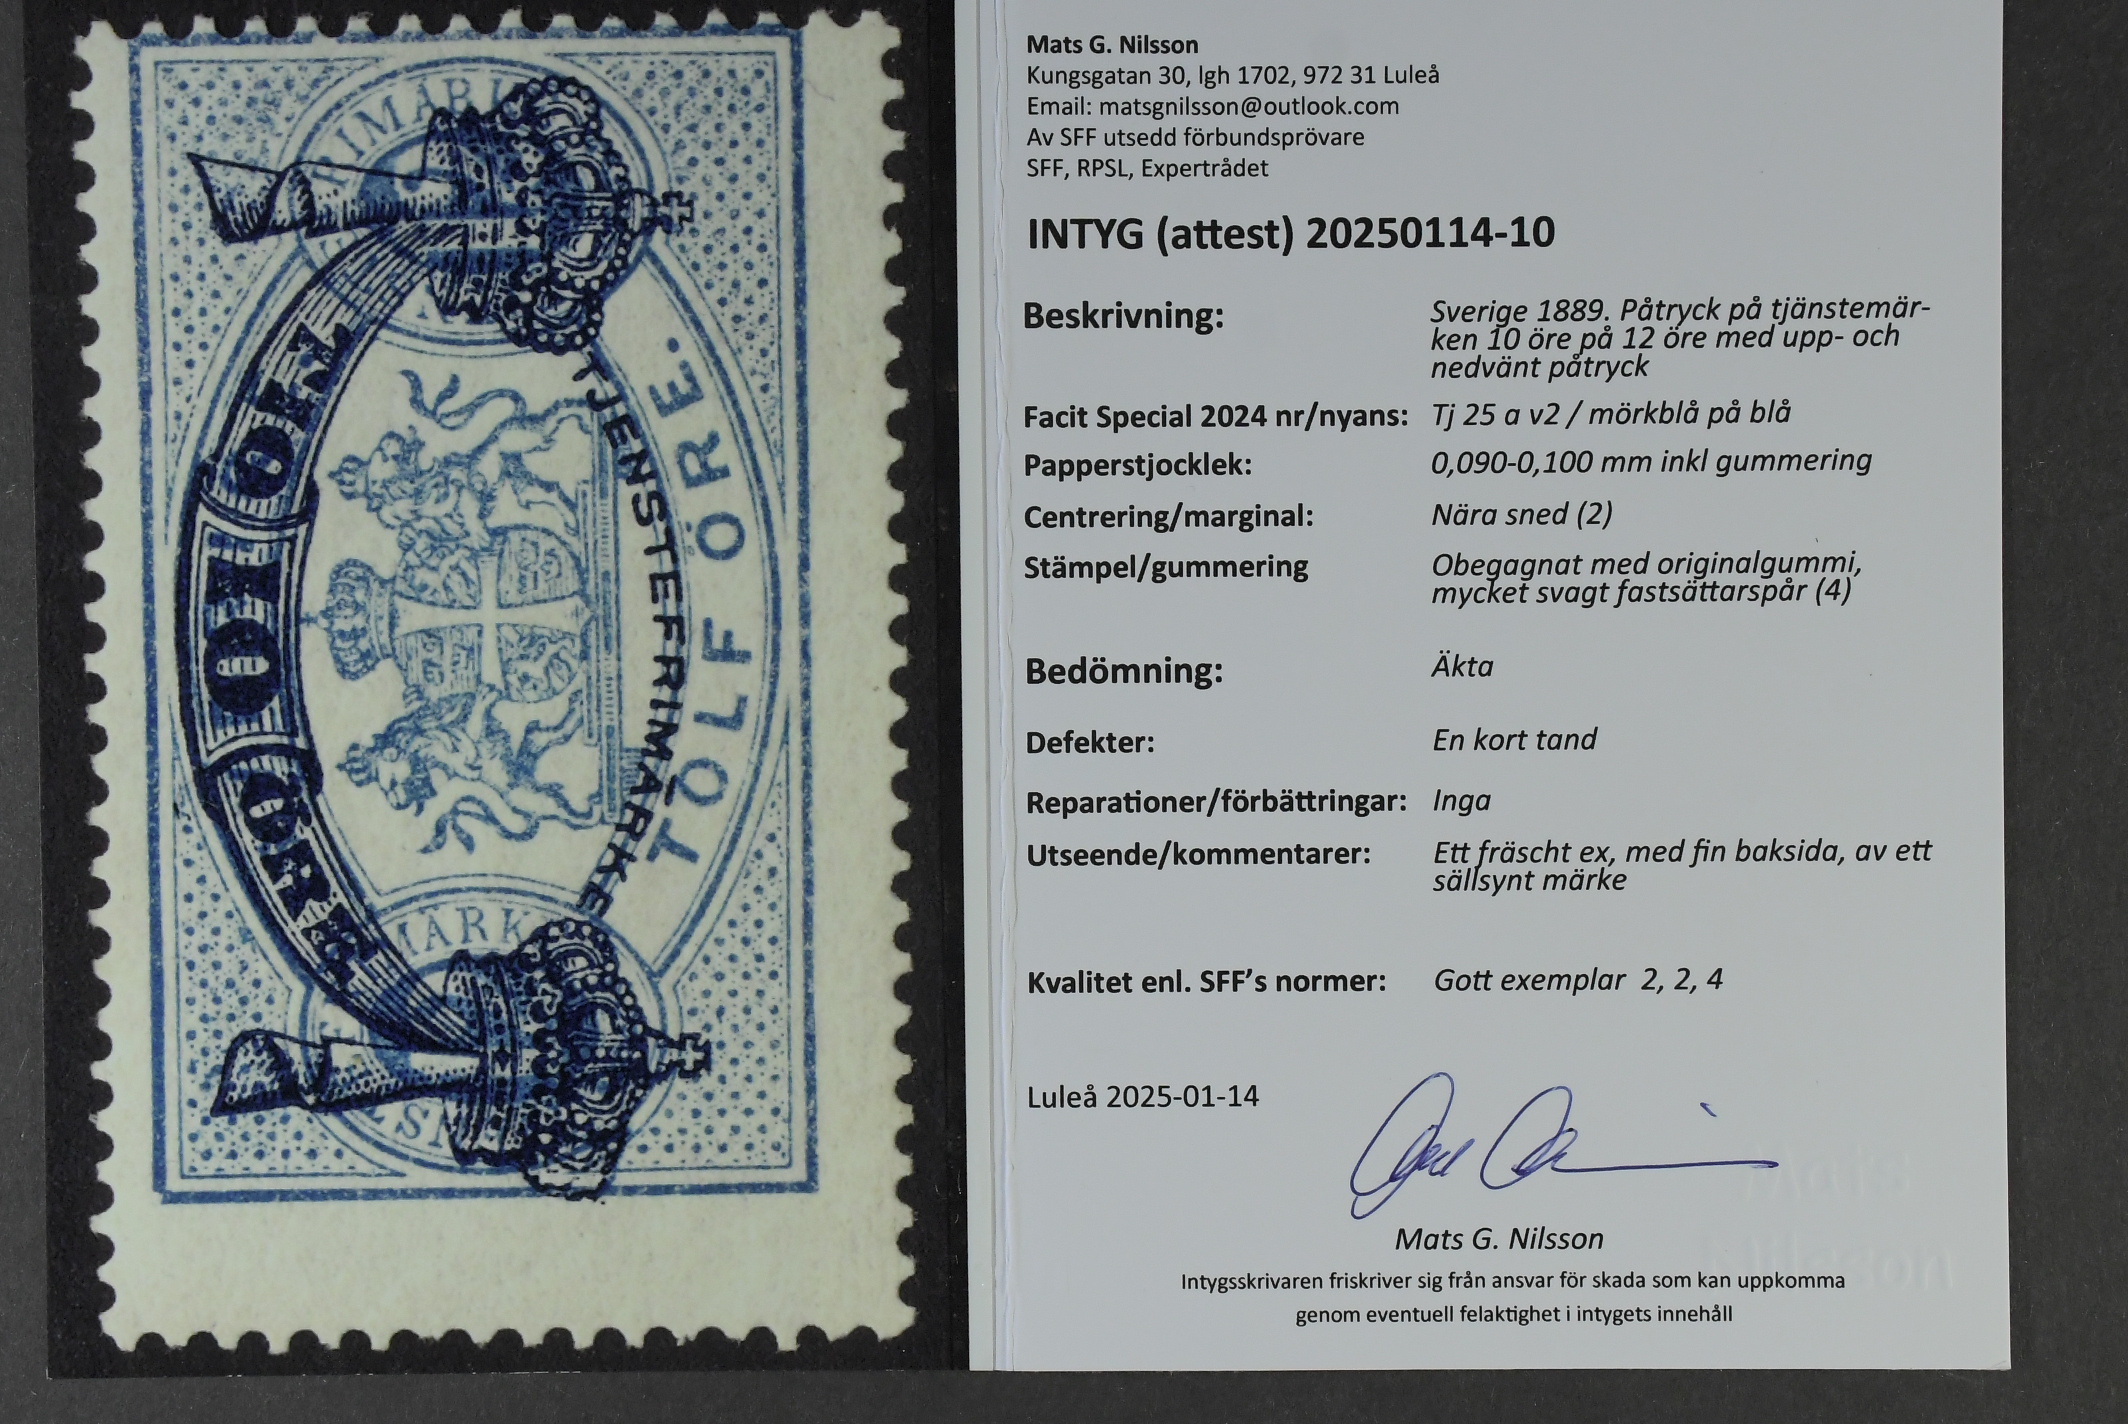 TJENSTEFRIMÄRKE
TOLF ÖRE.
Mats G. Nilsson
Kungsgatan 30, lgh 1702, 972 31 Luleå
Email: matsgnilsson@outlook.com
Av SFF utsedd förbundsprövare
SFF, RPSL, Expertrådet
INTYG (attest) 20250114-10
Beskrivning: Sverige 1889. Påtryck på tjänstemär-
ken 10 öre på 12 öre med upp- och
nedvänt påtryck
Facit Special 2024 nr/nyans: Tj 25 a v2 / mörkblå på blå
Papperstjocklek: 0,090-0,100 mm inkl gummering
Centrering/marginal: Nära sned (2)
Stämpel/gummering Obegagnat med originalgummi,
mycket svagt fastsättarspår (4)
Bedömning: Äkta
Defekter: En kort tand
Reparationer/förbättringar: Inga
Utseende/kommentarer: Ett fräscht ex, med fin baksida, av ett
sällsynt märke
Kvalitet enl. SFF's normer: Gott exemplar 2, 2, 4
Luleå 2025-01-14
Mats G. Nilsson
Intygsskrivaren friskriver sig från ansvar för skada som kan uppkomma
genom eventuell felaktighet i intygets innehåll